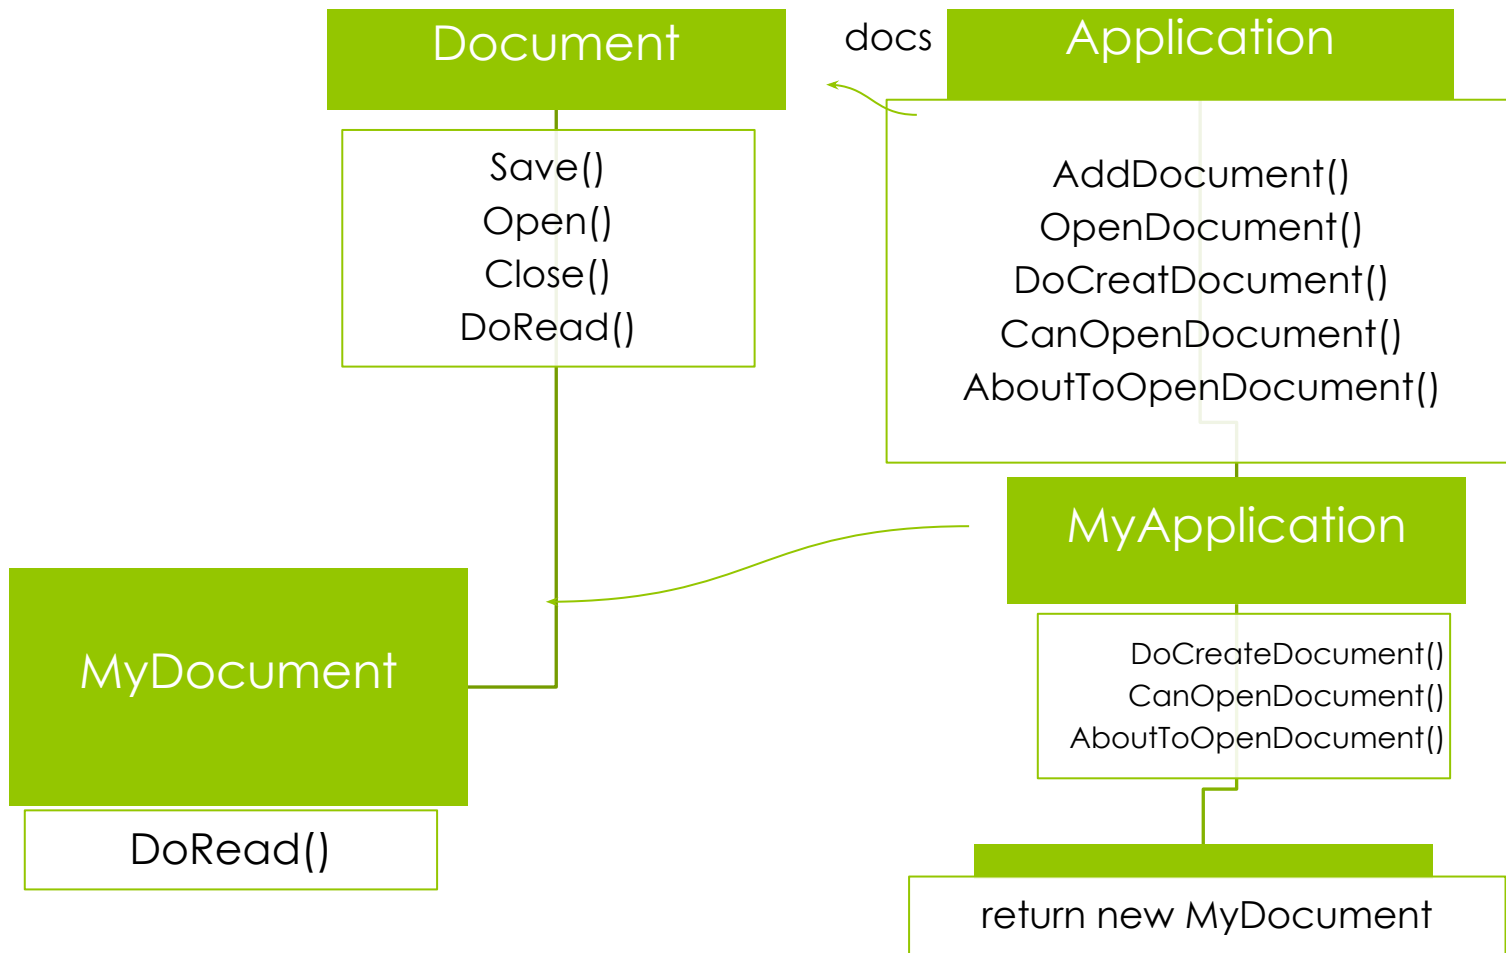 Document
docs
Application
Save()
Open()
Close()
DoRead()
AddDocument()
OpenDocument()
DoCreatDocument()
CanOpenDocument()
AboutToOpenDocument()
MyApplication
MyDocument
DoCreateDocument()
CanOpenDocument()
AboutToOpenDocument()
DoRead()
return new MyDocument